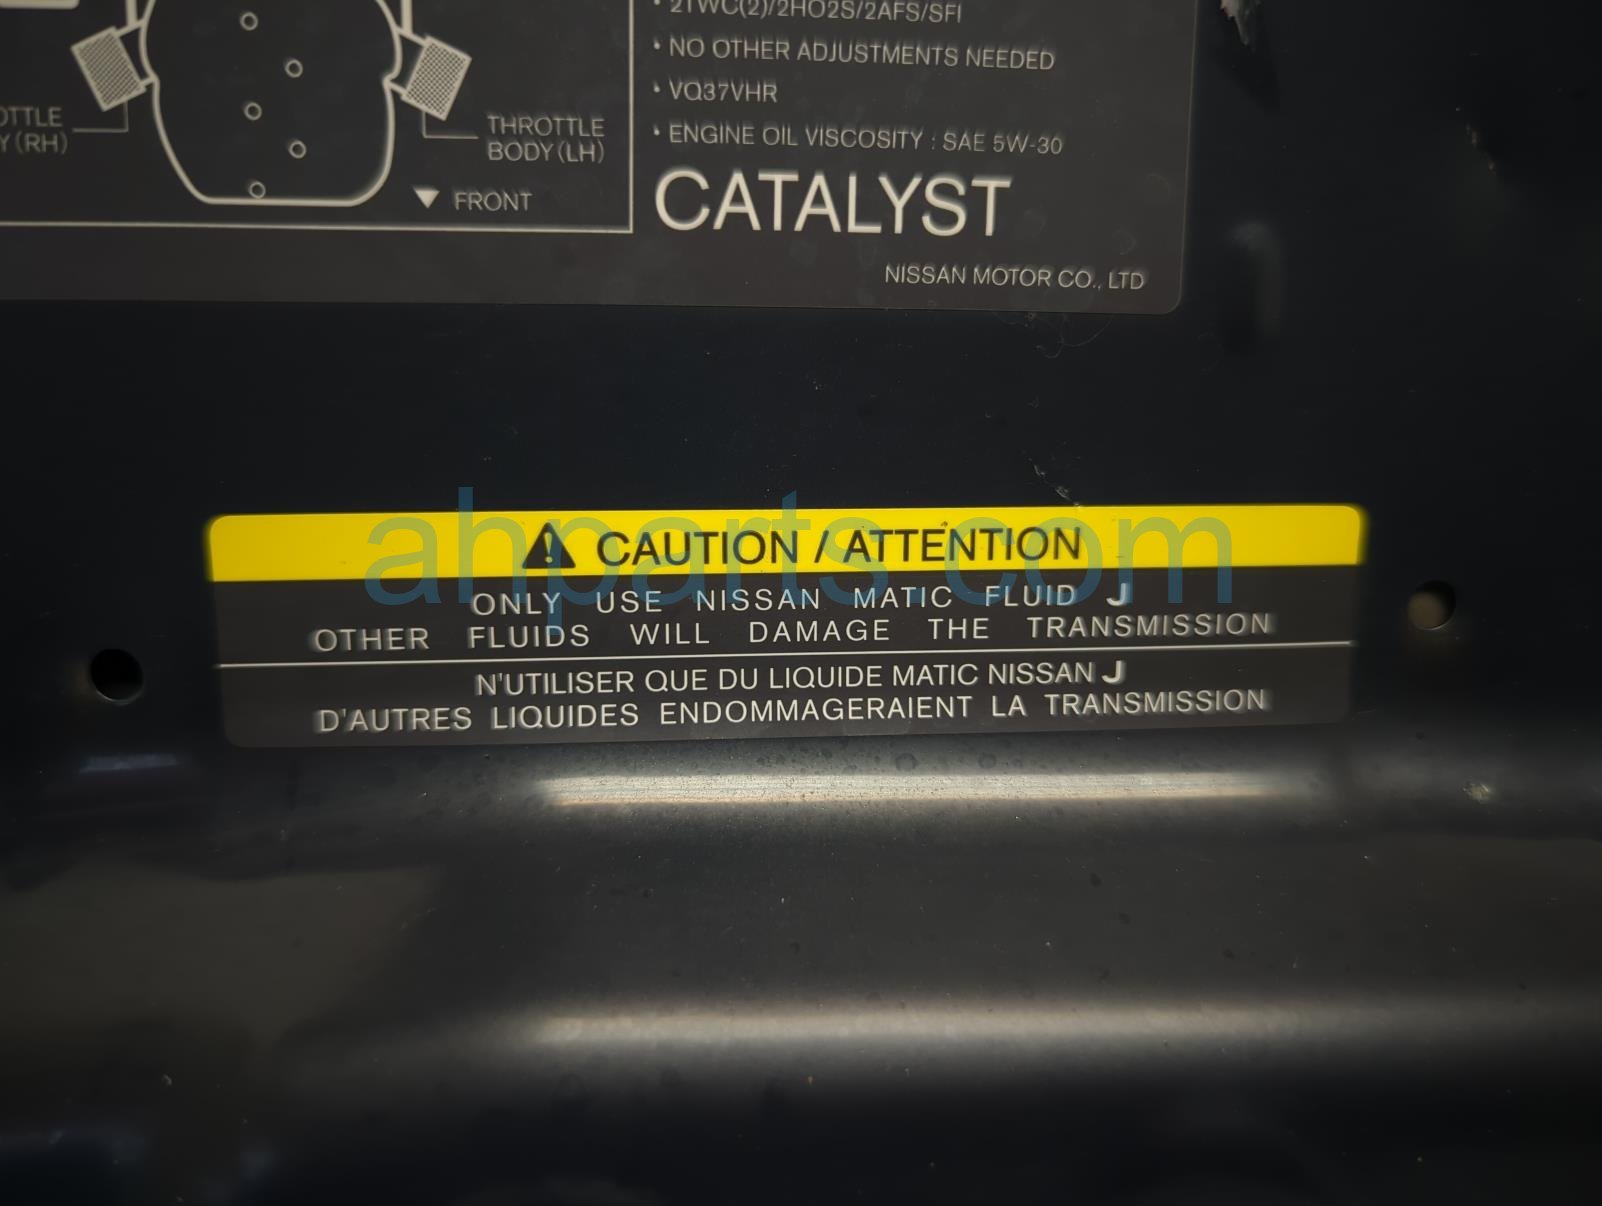 • 2TWC(2)/2HO2S/2AFS/SFI
• NO OTHER ADJUSTMENTS NEEDED
• VQ37VHR
• ENGINE OIL VISCOSITY : SAE 5W-30
CATALYST
NISSAN MOTOR CO., LTD
(RH)
THROTTLE
BODY(LH)
▼ FRONT
ahparts.com
⚠ CAUTION / ATTENTION
ONLY USE NISSAN MATIC FLUID J
OTHER FLUIDS WILL DAMAGE THE TRANSMISSION
N'UTILISER QUE DU LIQUIDE MATIC NISSAN J
D'AUTRES LIQUIDES ENDOMMAGERAIENT LA TRANSMISSION